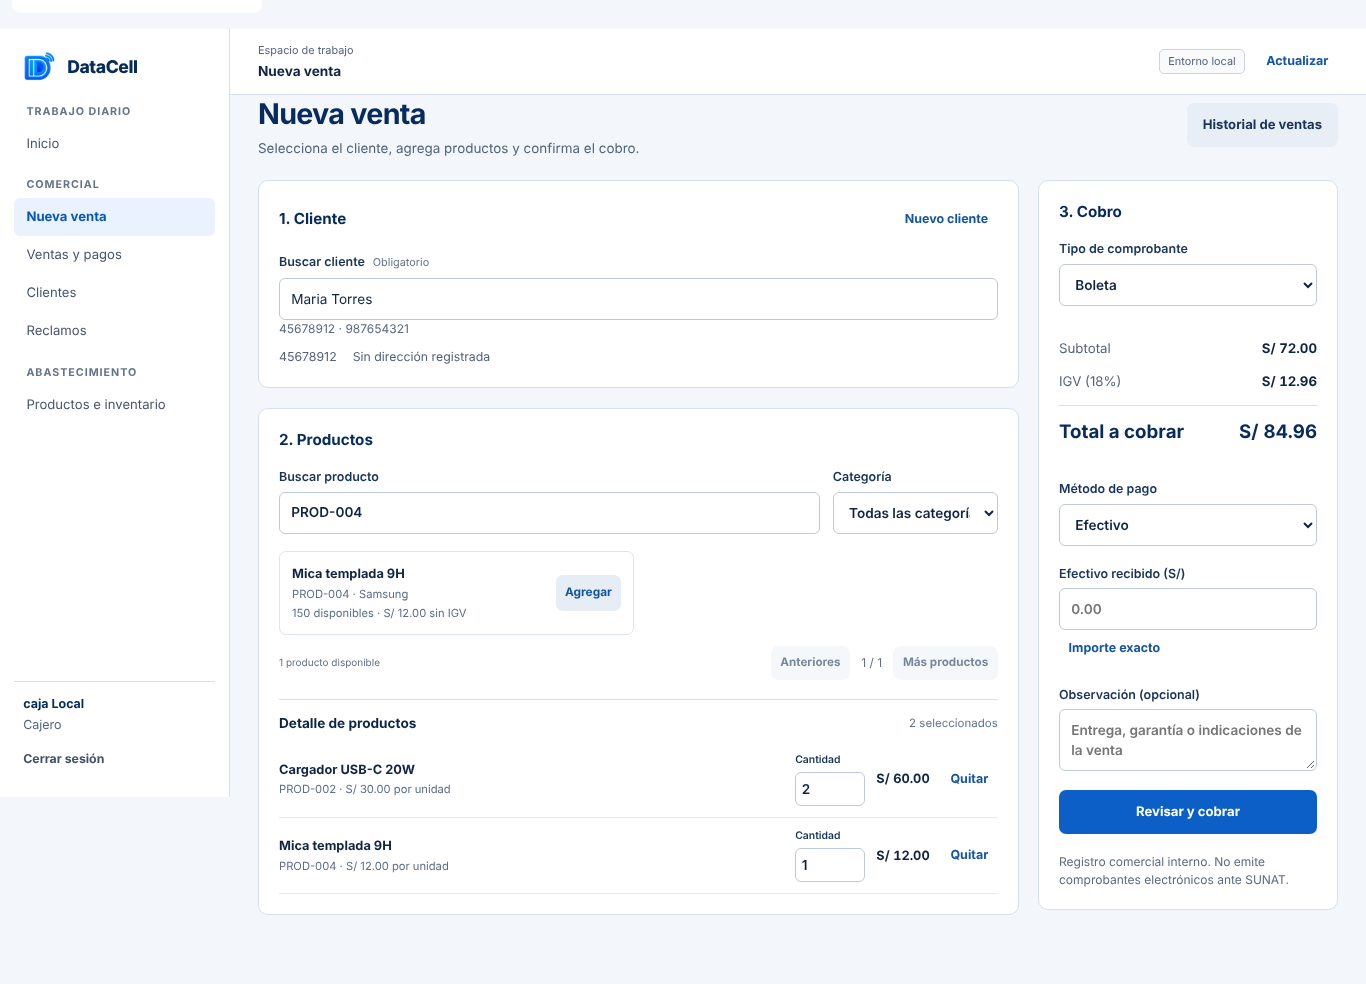 DataCell
TRABAJO DIARIO
Inicio
COMERCIAL
Nueva venta
Ventas y pagos
Clientes
Reclamos
ABASTECIMIENTO
Productos e inventario
caja Local
Cajero
Cerrar sesión
Espacio de trabajo
Nueva venta
Entorno local
Actualizar
Nueva venta
Selecciona el cliente, agrega productos y confirma el cobro.
Historial de ventas
1. Cliente
Nuevo cliente
Buscar cliente Obligatorio
Maria Torres
45678912 · 987654321
45678912 Sin dirección registrada
2. Productos
Buscar producto
Categoría
PROD-004
Todas las categorí
Mica templada 9H
PROD-004 · Samsung
150 disponibles · S/ 12.00 sin IGV
Agregar
1 producto disponible
Anteriores
1 / 1
Más productos
Detalle de productos
2 seleccionados
Cargador USB-C 20W
PROD-002 · S/ 30.00 por unidad
Cantidad
2
S/ 60.00
Quitar
Mica templada 9H
PROD-004 · S/ 12.00 por unidad
Cantidad
1
S/ 12.00
Quitar
3. Cobro
Tipo de comprobante
Boleta
Subtotal S/ 72.00
IGV (18%) S/ 12.96
Total a cobrar S/ 84.96
Método de pago
Efectivo
Efectivo recibido (S/)
0.00
Importe exacto
Observación (opcional)
Entrega, garantía o indicaciones de
la venta
Revisar y cobrar
Registro comercial interno. No emite
comprobantes electrónicos ante SUNAT.